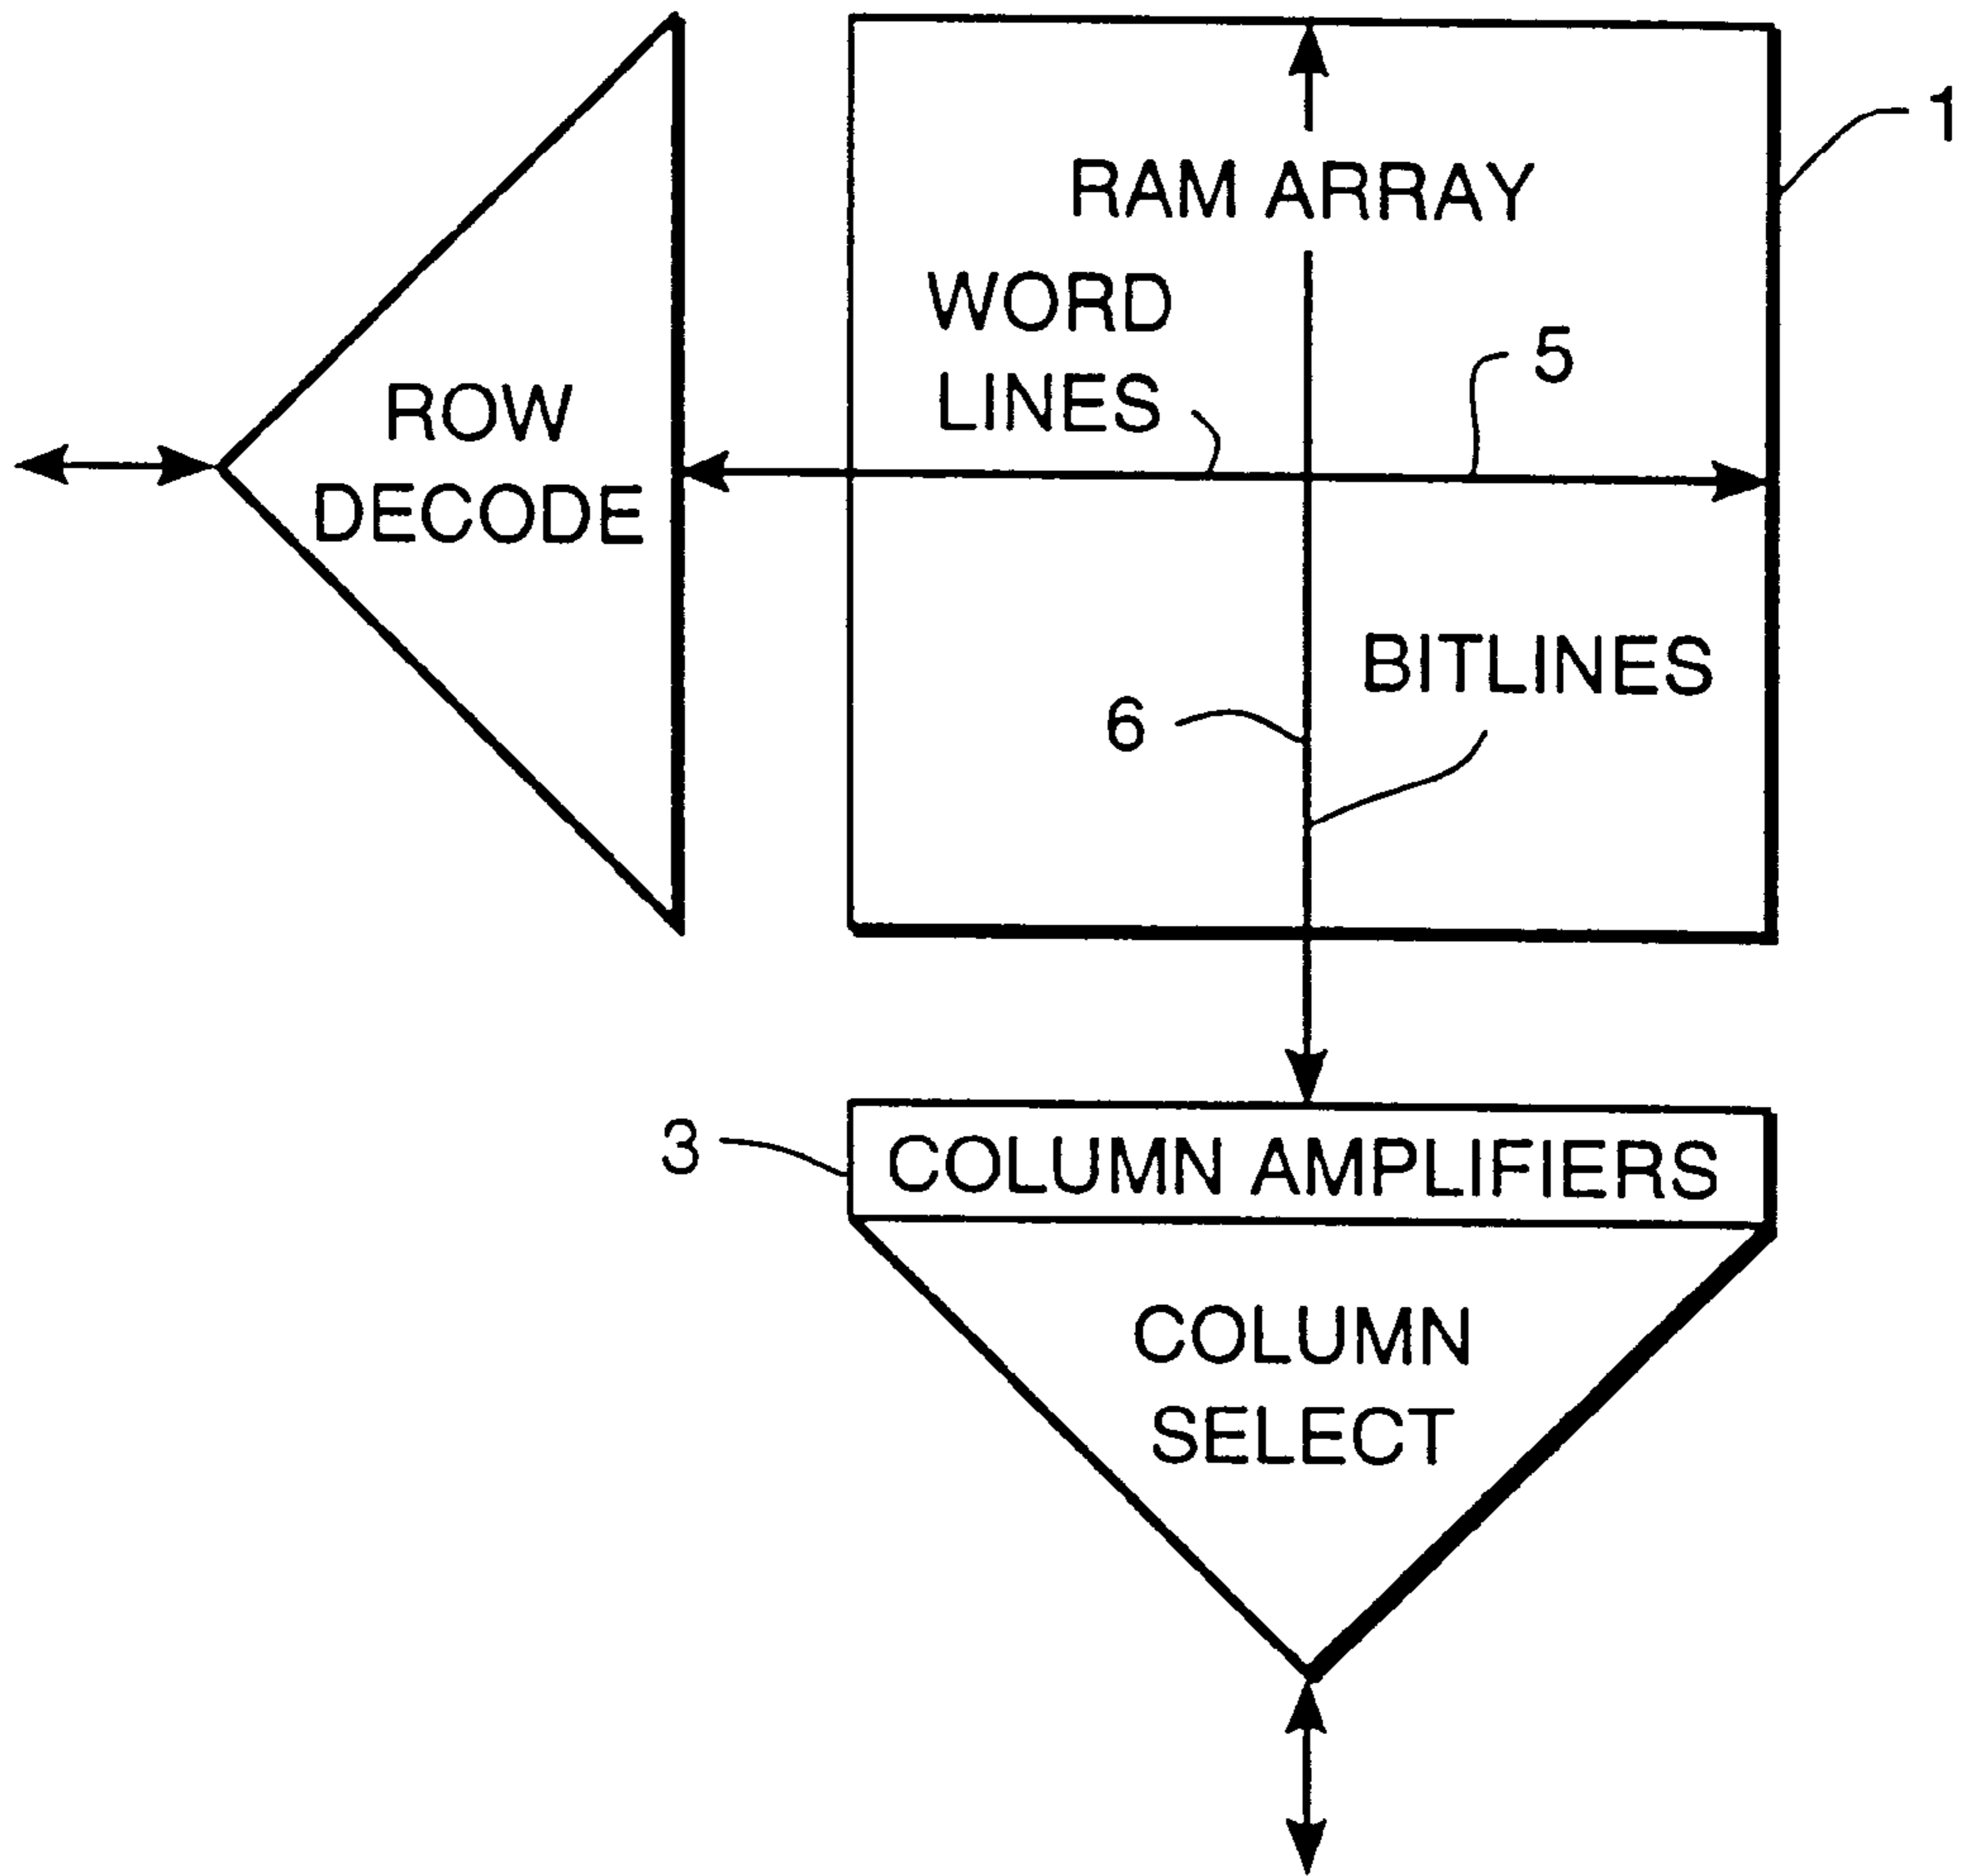 1
RAM ARRAY
WORD
LINES
5
ROW
DECODE
BITLINES
6
3
COLUMN AMPLIFIERS
COLUMN
SELECT